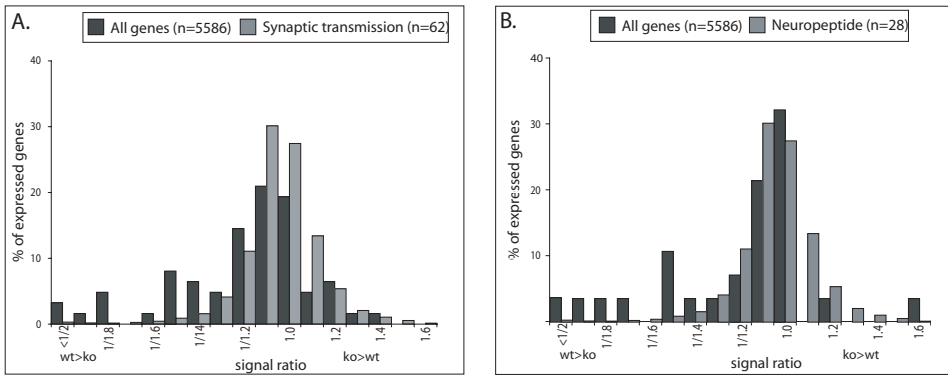 A.
All genes (n=5586) Synaptic transmission (n=62)
% of expressed genes
40
30
20
10
0
<1/2 1/1.8 1/1.6 1/14 1/1.2 1.0 1.2 1.4 1.6
wt>ko ko>wt
signal ratio
B.
All genes (n=5586) Neuropeptide (n=28)
% of expressed genes
40
30
20
10
<1/2 1/1.8 1/1.6 1/1.4 1/1.2 1.0 1.2 1.4 1.6
wt>ko ko>wt
signal ratio